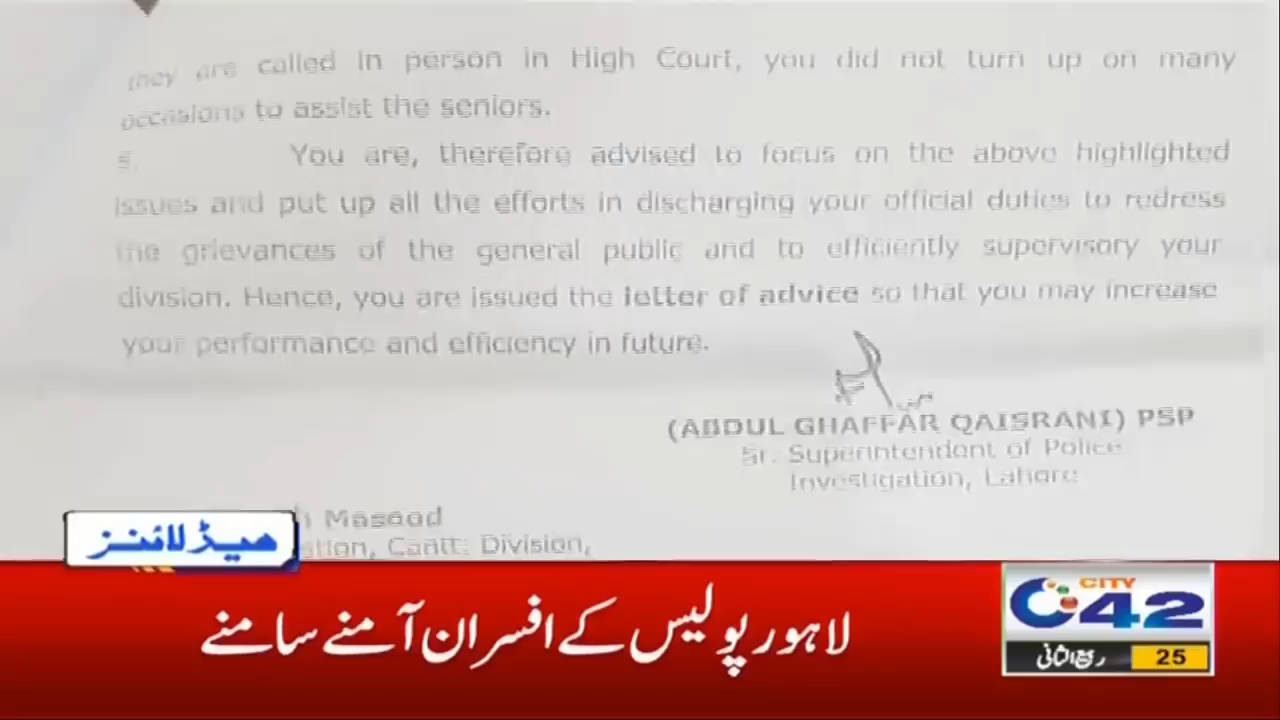 they are called in person in High Court, you did not turn up on many
occasions to assist the seniors.
5. You are, therefore advised to focus on the above highlighted
issues and put up all the efforts in discharging your official duties to redress
the grievances of the general public and to efficiently supervisory your
division. Hence, you are issued the letter of advice so that you may increase
your performance and efficiency in future.
(ABDUL GHAFFAR QAISRANI) PSP
Sr. Superintendent of Police
Investigation, Lahore
Masood
Cantt: Division,
ہیڈ لائنز
لاہور پولیس کے افسران آمنے سامنے
CITY
42
ربیع الثانی 25